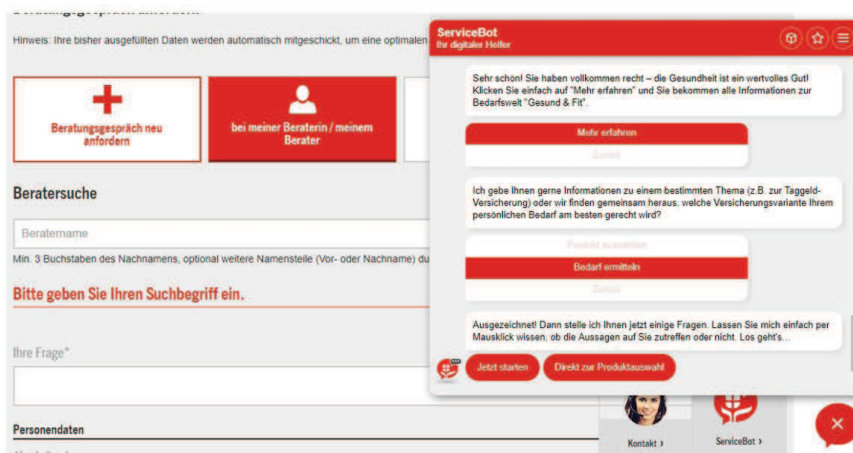 Hinweis: Ihre bisher ausgefüllten Daten werden automatisch mitgeschickt, um eine optimalen
Beratungsgespräch neu
anfordern
bei meiner Beraterin / meinem
Berater
Beratersuche
Beratername
Min. 3 Buchstaben des Nachnamens, optional weitere Namensteile (Vor- oder Nachname) du
Bitte geben Sie Ihren Suchbegriff ein.
Ihre Frage*
Personendaten
ServiceBot
Ihr digitaler Helfer
Sehr schön! Sie haben vollkommen recht – die Gesundheit ist ein wertvolles Gut!
Klicken Sie einfach auf "Mehr erfahren" und Sie bekommen alle Informationen zur
Bedarfswelt "Gesund & Fit".
Mehr erfahren
Zurück
Ich gebe Ihnen gerne Informationen zu einem bestimmten Thema (z.B. zur Taggeld-
Versicherung) oder wir finden gemeinsam heraus, welche Versicherungsvariante Ihrem
persönlichen Bedarf am besten gerecht wird?
Produkt auswählen
Bedarf ermitteln
Zurück
Ausgezeichnet! Dann stelle ich Ihnen jetzt einige Fragen. Lassen Sie mich einfach per
Mausklick wissen, ob die Aussagen auf Sie zutreffen oder nicht. Los geht's...
Jetzt starten
Direkt zur Produktauswahl
Kontakt ›
ServiceBot ›